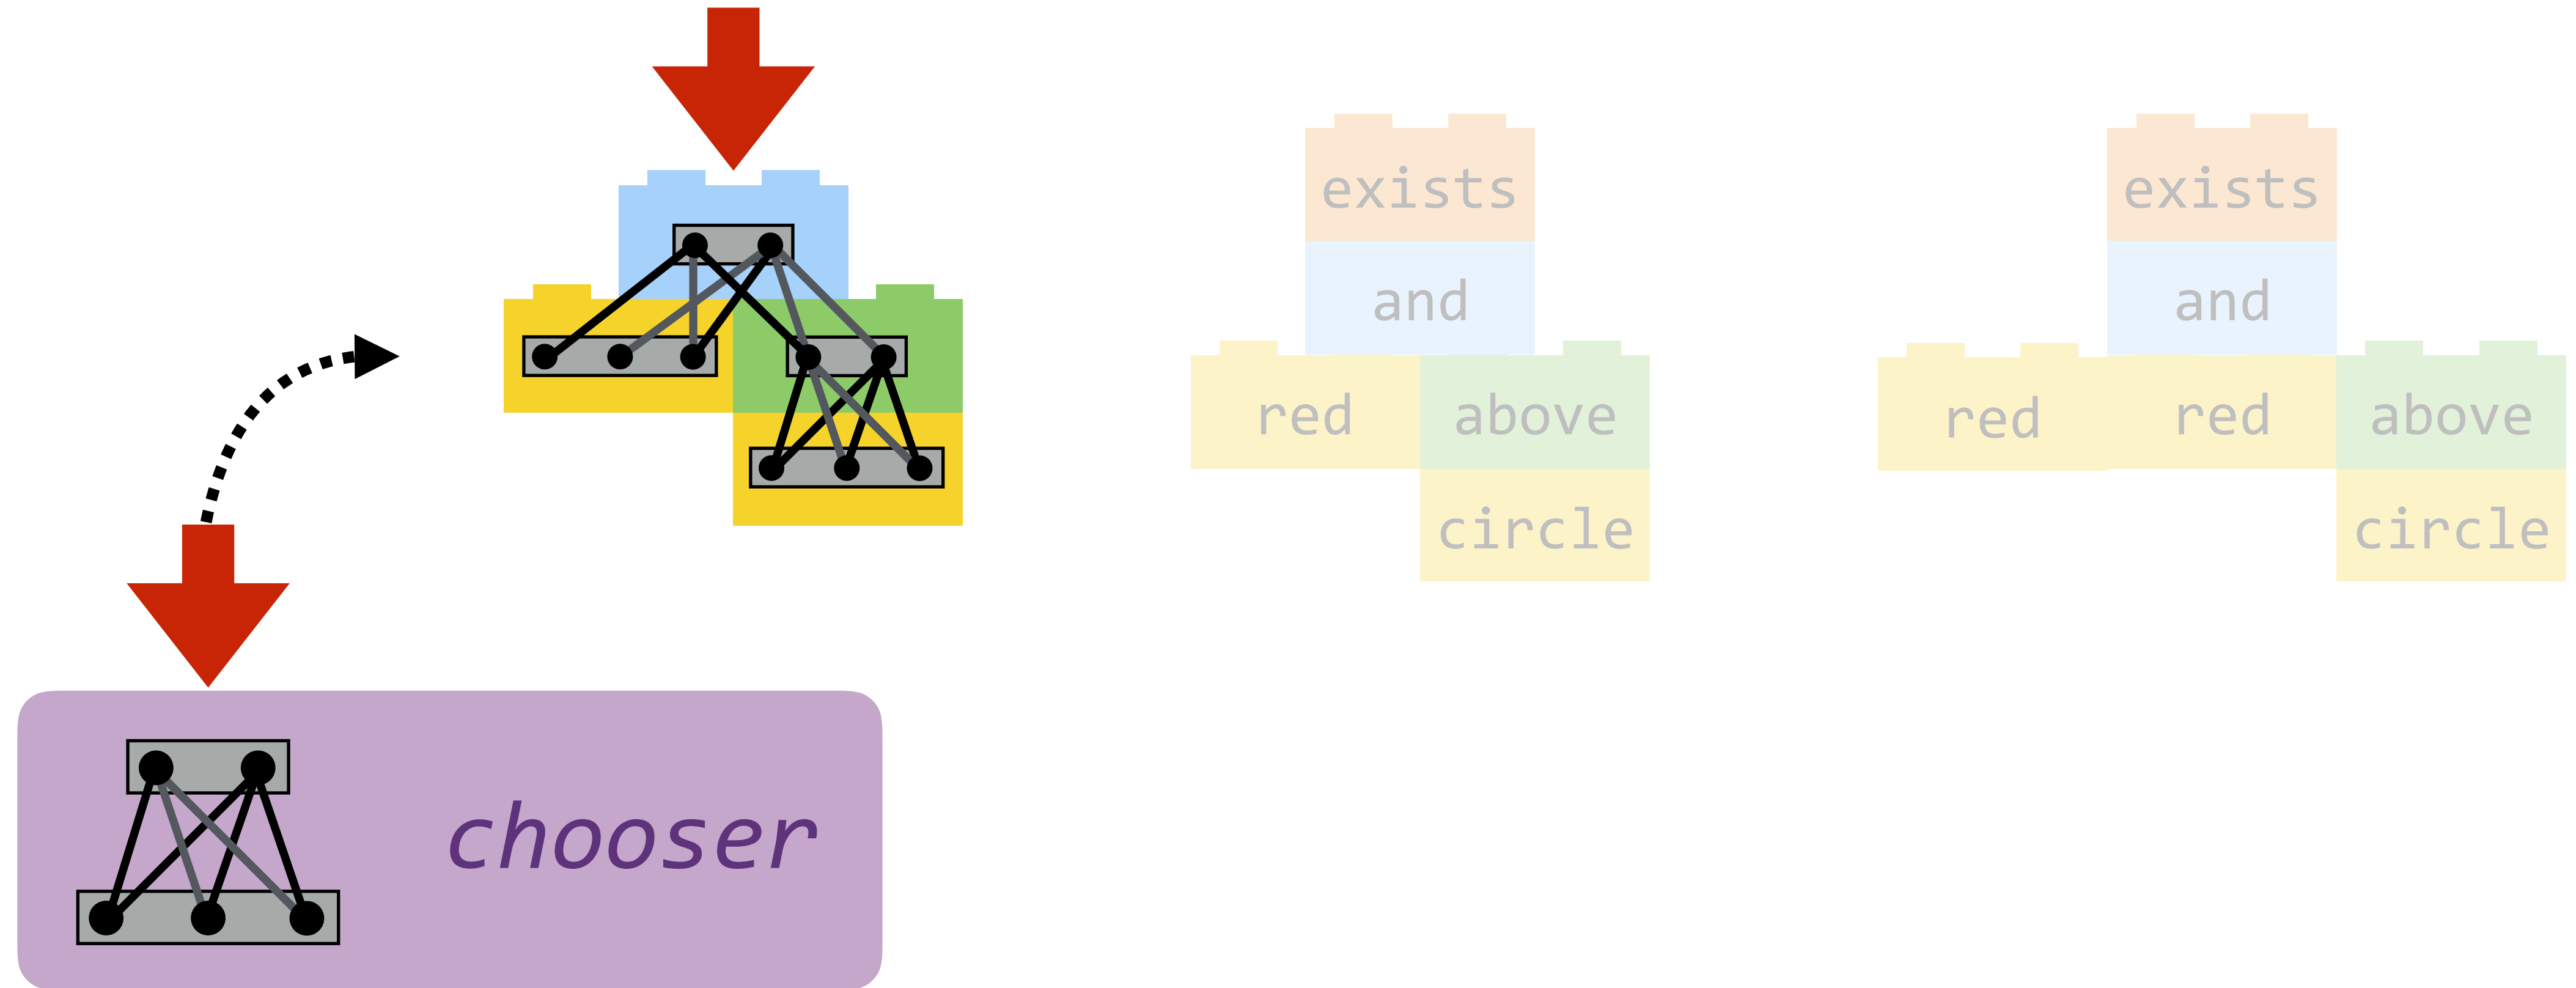 exists
and
red above
circle
exists
and
red red above
circle
chooser